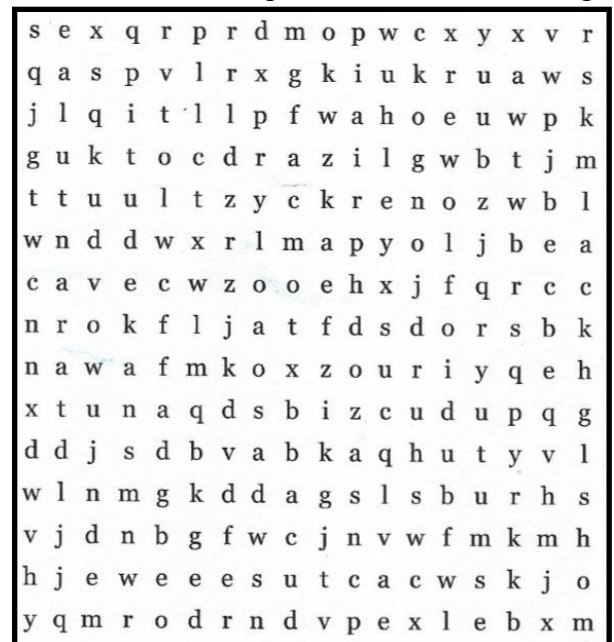 s e x q r p r d m o p w c x y x v r
q a s p v l r x g k i u k r u a w s
j l q i t l l p f w a h o e u w p k
g u k t o c d r a z i l g w b t j m
t t u u l t z y c k r e n o z w b l
w n d d w x r l m a p y o l j b e a
c a v e c w z o o e h x j f q r c c
n r o k f l j a t f d s d o r s b k
n a w a f m k o x z o u r i y q e h
x t u n a q d s b i z c u d u p q g
d d j s d b v a b k a q h u t y v l
w l n m g k d d a g s l s b u r h s
v j d n b g f w c j n v w f m k m h
h j e w e e e s u t c a c w s k j o
y q m r o d r n d v p e x l e b x m